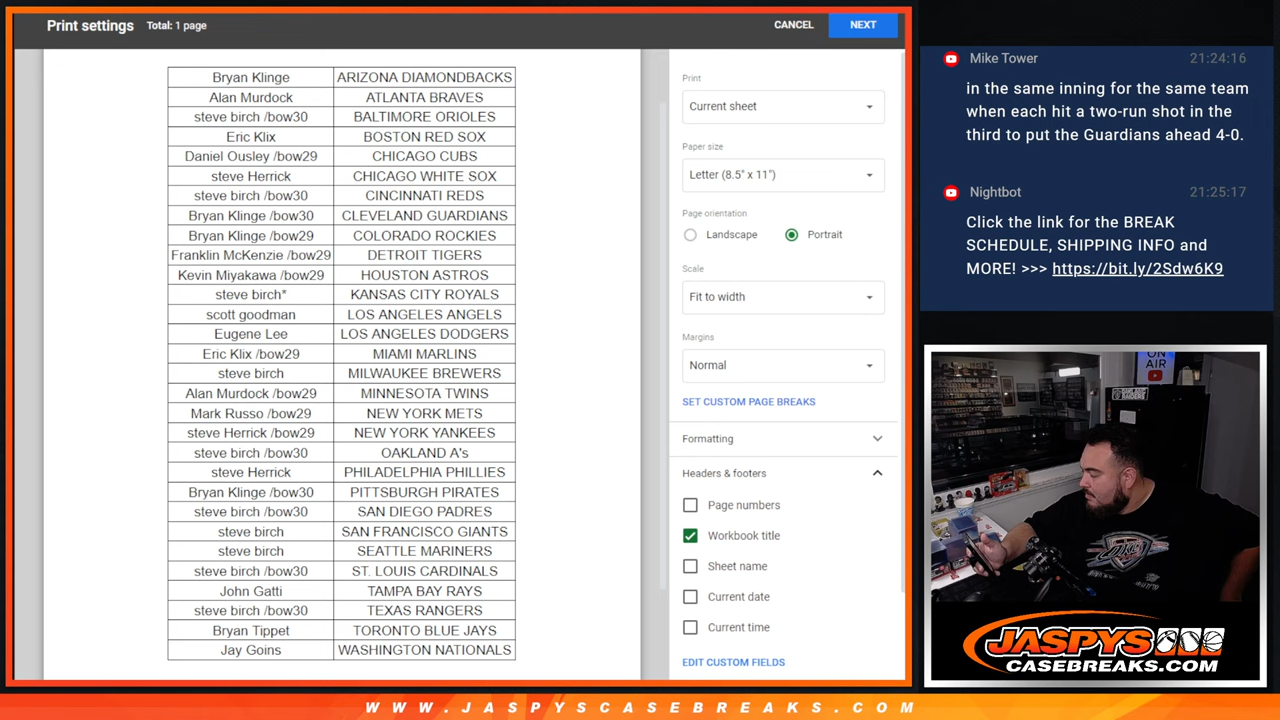 Print settings Total: 1 page CANCEL NEXT
Bryan Klinge ARIZONA DIAMONDBACKS
Alan Murdock ATLANTA BRAVES
steve birch /bow30 BALTIMORE ORIOLES
Eric Klix BOSTON RED SOX
Daniel Ousley /bow29 CHICAGO CUBS
steve Herrick CHICAGO WHITE SOX
steve birch /bow30 CINCINNATI REDS
Bryan Klinge /bow30 CLEVELAND GUARDIANS
Bryan Klinge /bow29 COLORADO ROCKIES
Franklin McKenzie /bow29 DETROIT TIGERS
Kevin Miyakawa /bow29 HOUSTON ASTROS
steve birch* KANSAS CITY ROYALS
scott goodman LOS ANGELES ANGELS
Eugene Lee LOS ANGELES DODGERS
Eric Klix /bow29 MIAMI MARLINS
steve birch MILWAUKEE BREWERS
Alan Murdock /bow29 MINNESOTA TWINS
Mark Russo /bow29 NEW YORK METS
steve Herrick /bow29 NEW YORK YANKEES
steve birch /bow30 OAKLAND A's
steve Herrick PHILADELPHIA PHILLIES
Bryan Klinge /bow30 PITTSBURGH PIRATES
steve birch /bow30 SAN DIEGO PADRES
steve birch SAN FRANCISCO GIANTS
steve birch SEATTLE MARINERS
steve birch /bow30 ST. LOUIS CARDINALS
John Gatti TAMPA BAY RAYS
steve birch /bow30 TEXAS RANGERS
Bryan Tippet TORONTO BLUE JAYS
Jay Goins WASHINGTON NATIONALS
Print
Current sheet
Paper size
Letter (8.5" x 11")
Page orientation
Landscape Portrait
Scale
Fit to width
Margins
Normal
SET CUSTOM PAGE BREAKS
Formatting
Headers & footers
Page numbers
Workbook title
Sheet name
Current date
Current time
EDIT CUSTOM FIELDS
Mike Tower 21:24:16
in the same inning for the same team
when each hit a two-run shot in the
third to put the Guardians ahead 4-0.
Nightbot 21:25:17
Click the link for the BREAK
SCHEDULE, SHIPPING INFO and
MORE! >>> https://bit.ly/2Sdw6K9
ON
AIR
JASPYS
CASEBREAKS.COM
WWW.JASPYSCASEBREAKS.COM